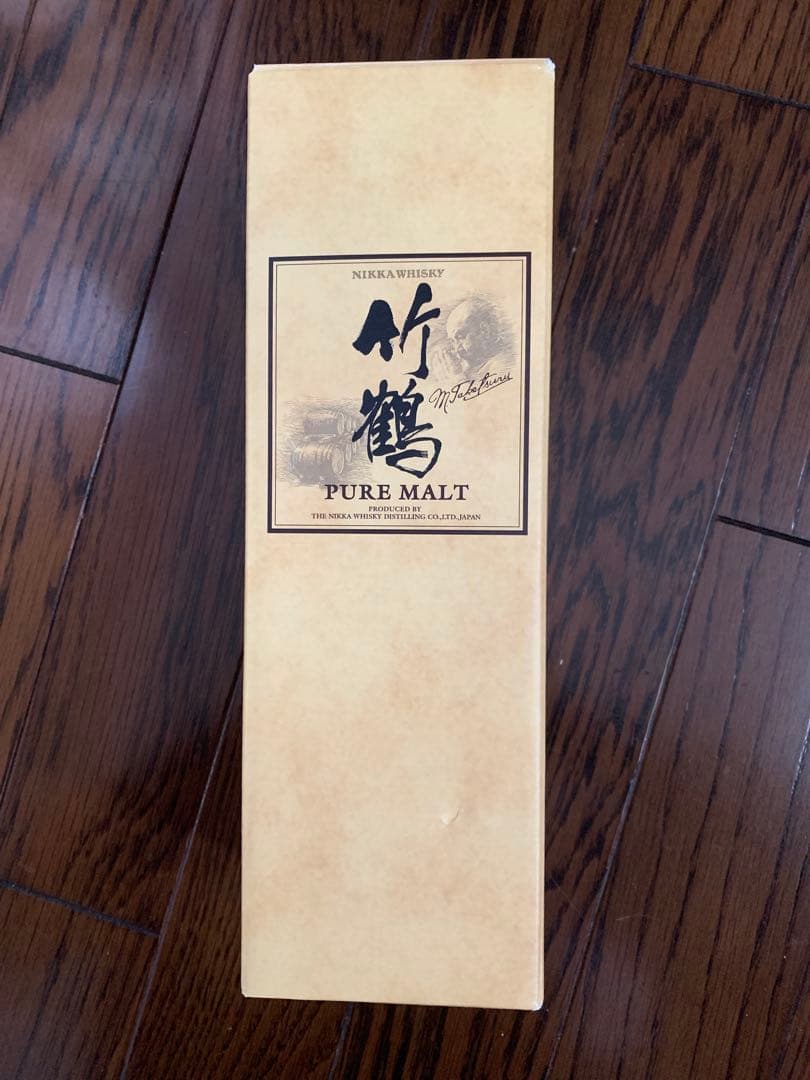 NIKKA WHISKY
竹鶴
M.Taketsuru
PURE MALT
PRODUCED BY
THE NIKKA WHISKY DISTILLING CO.,LTD.,JAPAN